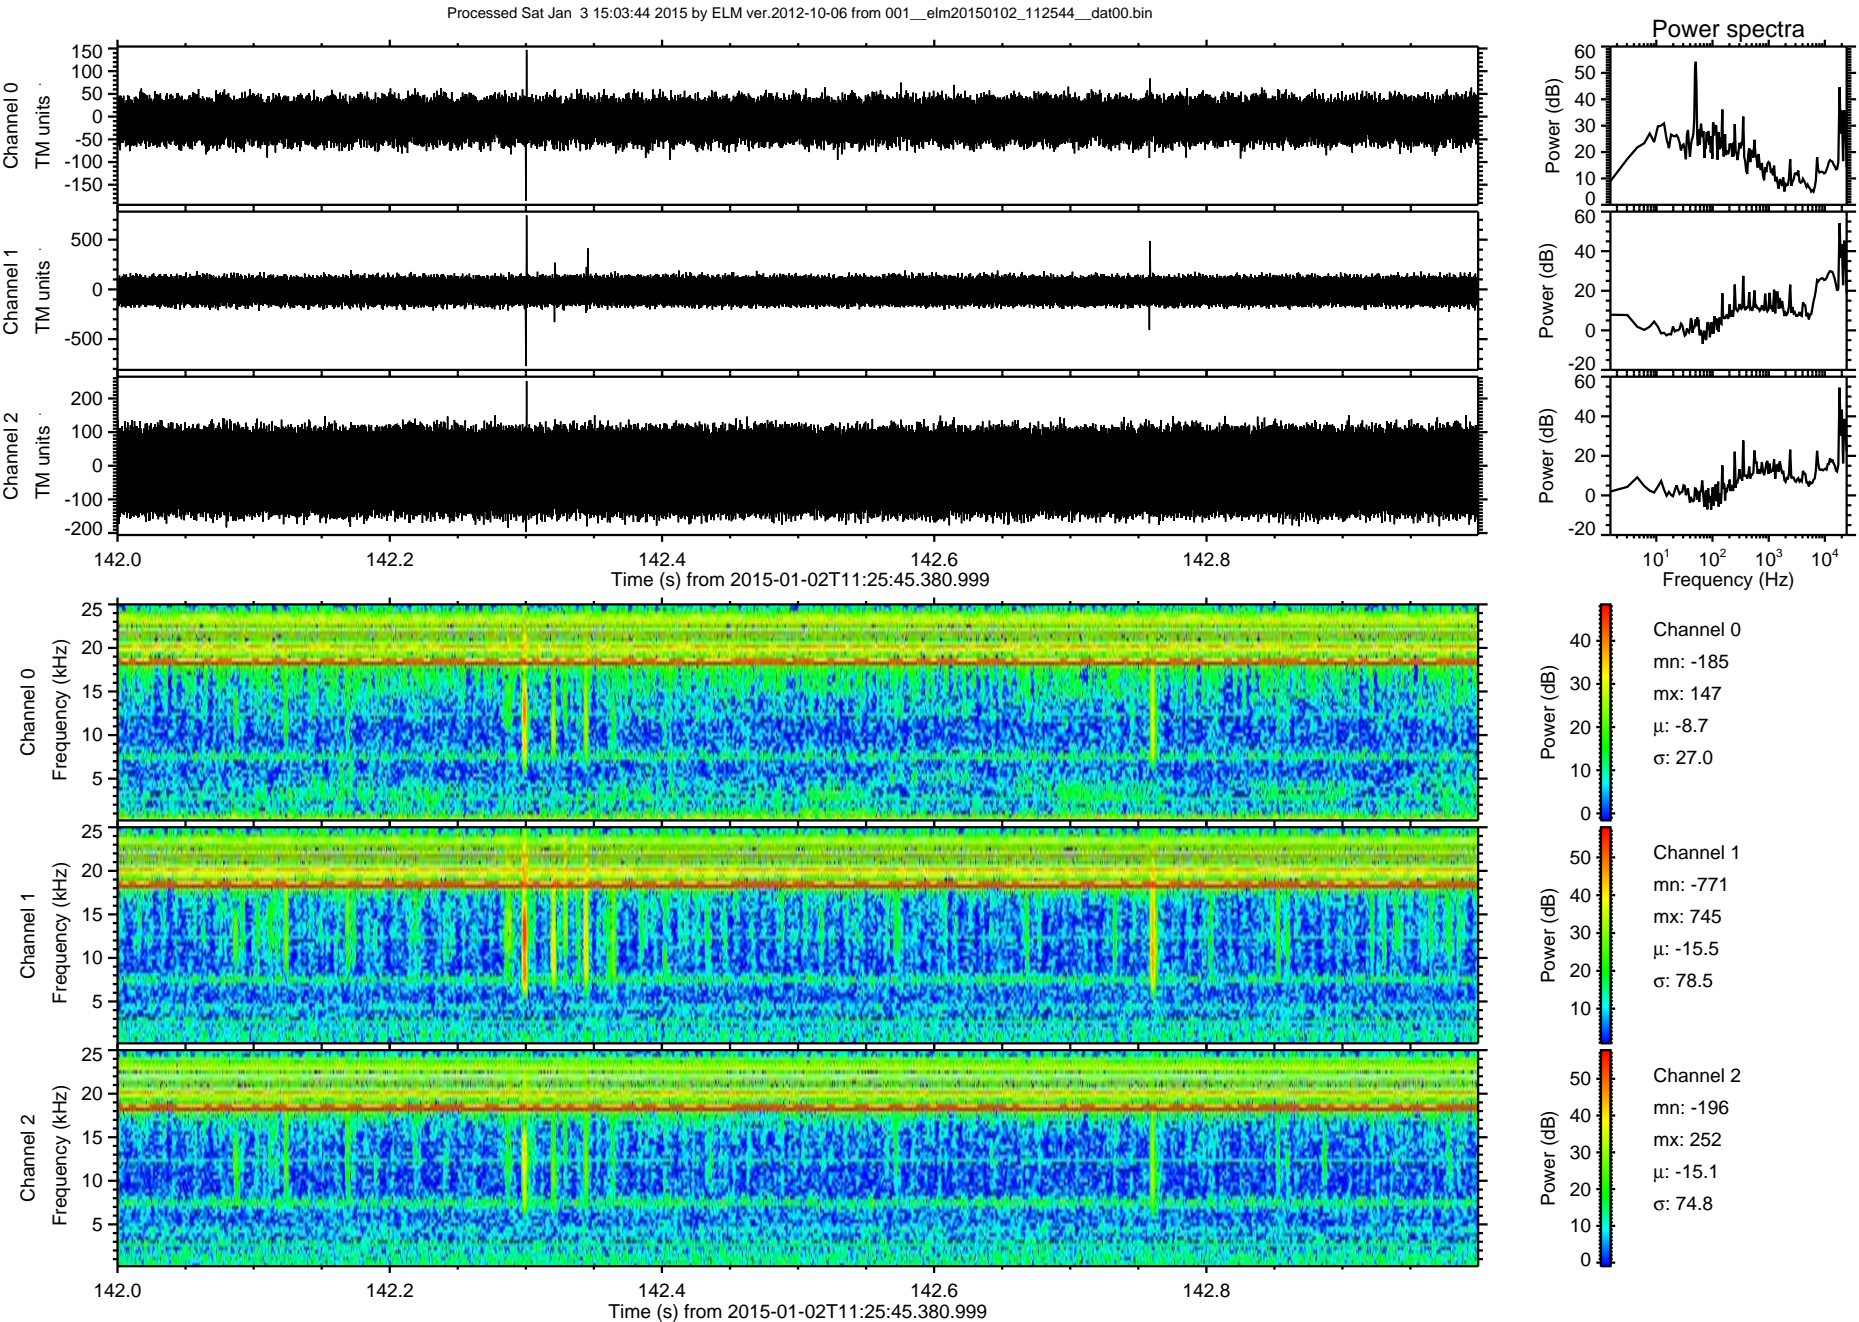 Processed Sat Jan  3 15:03:44 2015 by ELM ver.2012-10-06 from 001__elm20150102_112544__dat00.bin
Power spectra
Channel 0
TM units
150
100
50
0
-50
-100
-150
Power (dB)
60
50
40
30
20
10
0
Channel 1
TM units
500
0
-500
Power (dB)
60
40
20
0
-20
Channel 2
TM units
200
100
0
-100
-200
Power (dB)
60
40
20
0
-20
142.0 142.2 142.4 142.6 142.8
Time (s) from 2015-01-02T11:25:45.380.999
10^1 10^2 10^3 10^4
Frequency (Hz)
Channel 0
Frequency (kHz)
25
20
15
10
5
Power (dB)
40
30
20
10
0
Channel 0
mn: -185
mx: 147
μ: -8.7
σ: 27.0
Channel 1
Frequency (kHz)
25
20
15
10
5
Power (dB)
50
40
30
20
10
Channel 1
mn: -771
mx: 745
μ: -15.5
σ: 78.5
Channel 2
Frequency (kHz)
25
20
15
10
5
Power (dB)
50
40
30
20
10
0
Channel 2
mn: -196
mx: 252
μ: -15.1
σ: 74.8
142.0 142.2 142.4 142.6 142.8
Time (s) from 2015-01-02T11:25:45.380.999